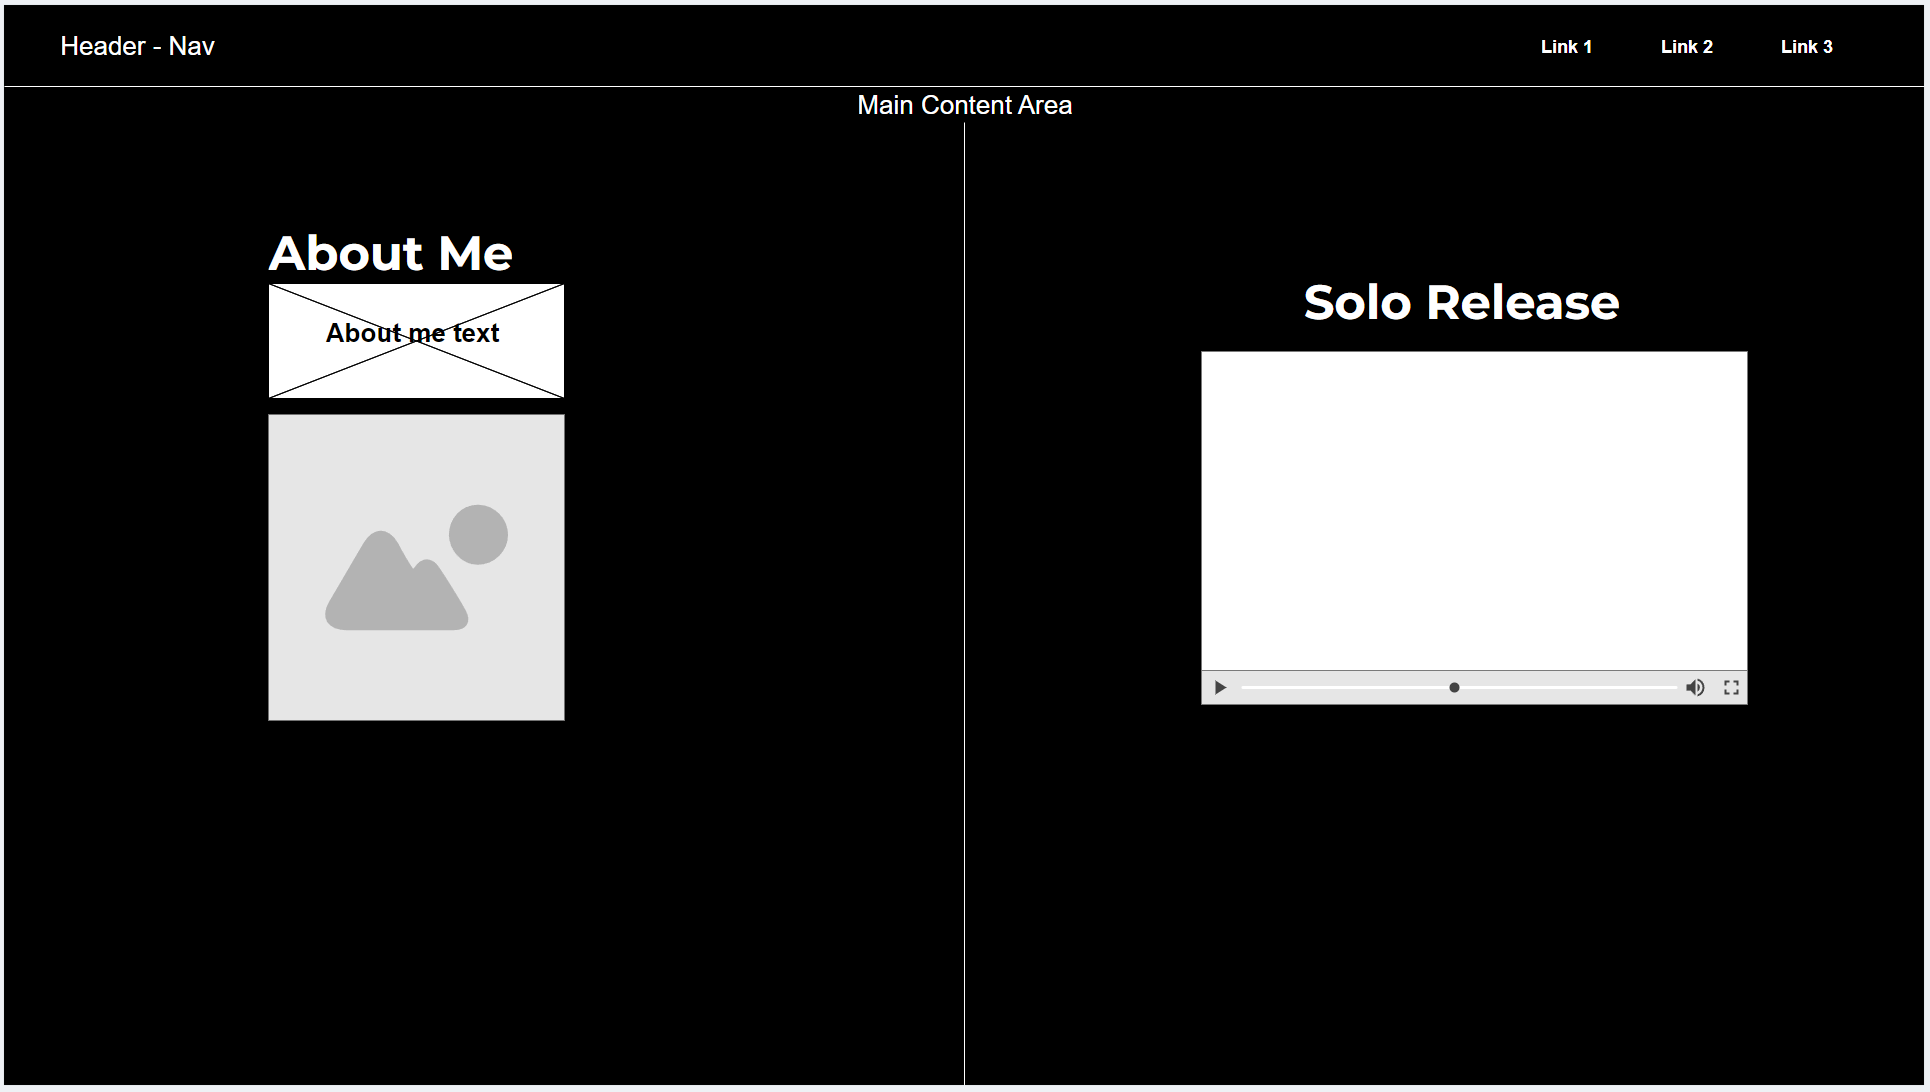 Header - Nav
Link 1
Link 2
Link 3
Main Content Area
About Me
About me text
Solo Release